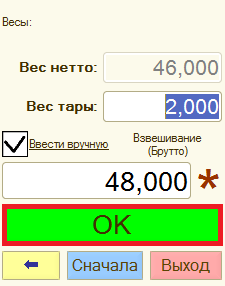 Весы:
Вес нетто: 46,000
Вес тары: 2,000
Ввести вручную Взвешивание
(Брутто)
48,000 *
OK
Сначала Выход